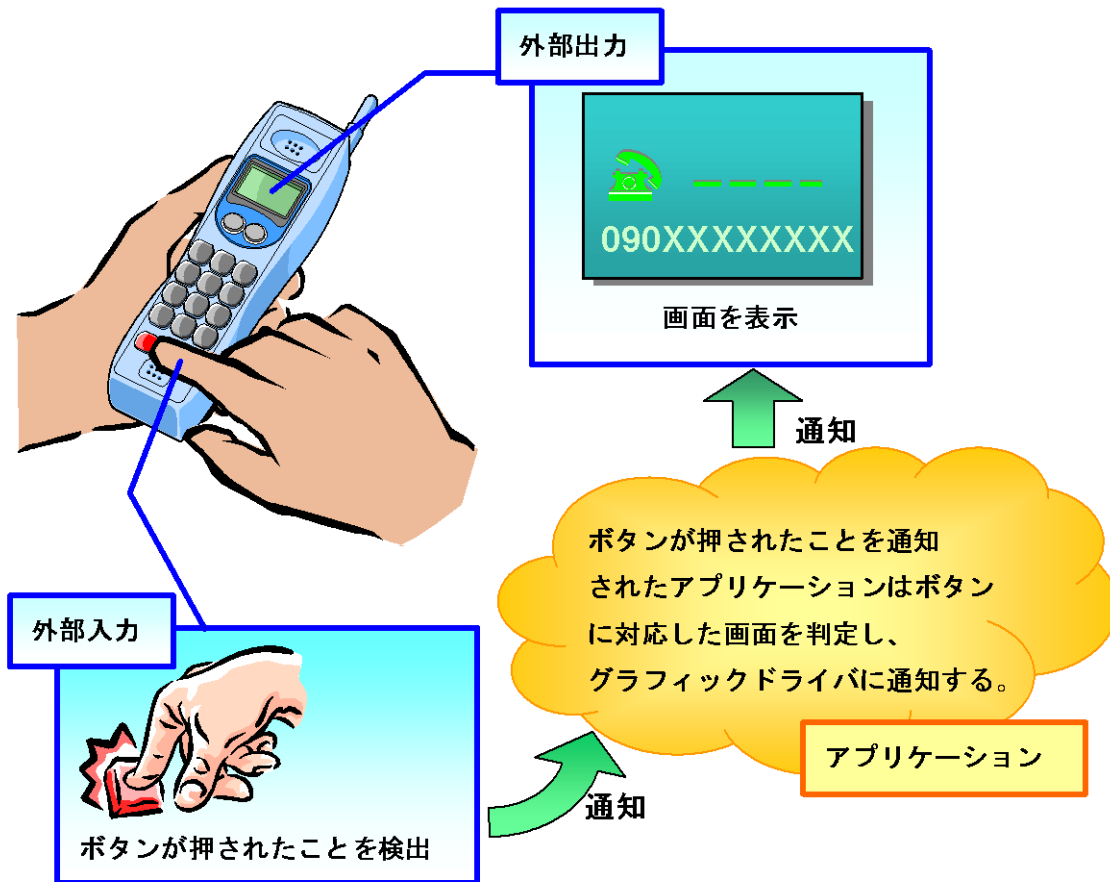 外部出力
090XXXXXXXX
画面を表示
通知
ボタンが押されたことを通知
されたアプリケーションはボタン
に対応した画面を判定し、
グラフィックドライバに通知する。
アプリケーション
外部入力
通知
ボタンが押されたことを検出